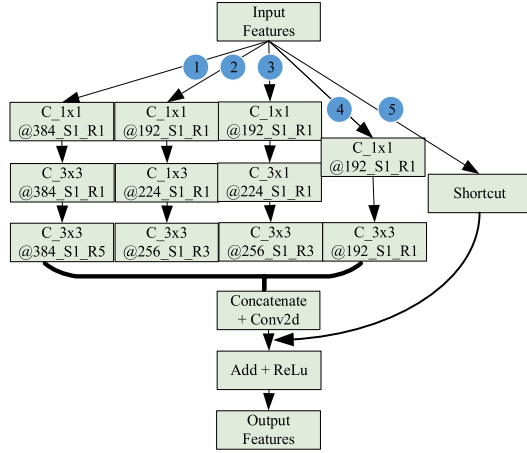 Input
Features
1
2
3
4
5
C_1x1
@384_S1_R1
C_1x1
@192_S1_R1
C_1x1
@192_S1_R1
C_1x1
@192_S1_R1
C_3x3
@384_S1_R1
C_1x3
@224_S1_R1
C_3x1
@224_S1_R1
Shortcut
C_3x3
@384_S1_R5
C_3x3
@256_S1_R3
C_3x3
@256_S1_R3
C_3x3
@192_S1_R1
Concatenate
+ Conv2d
Add + ReLu
Output
Features